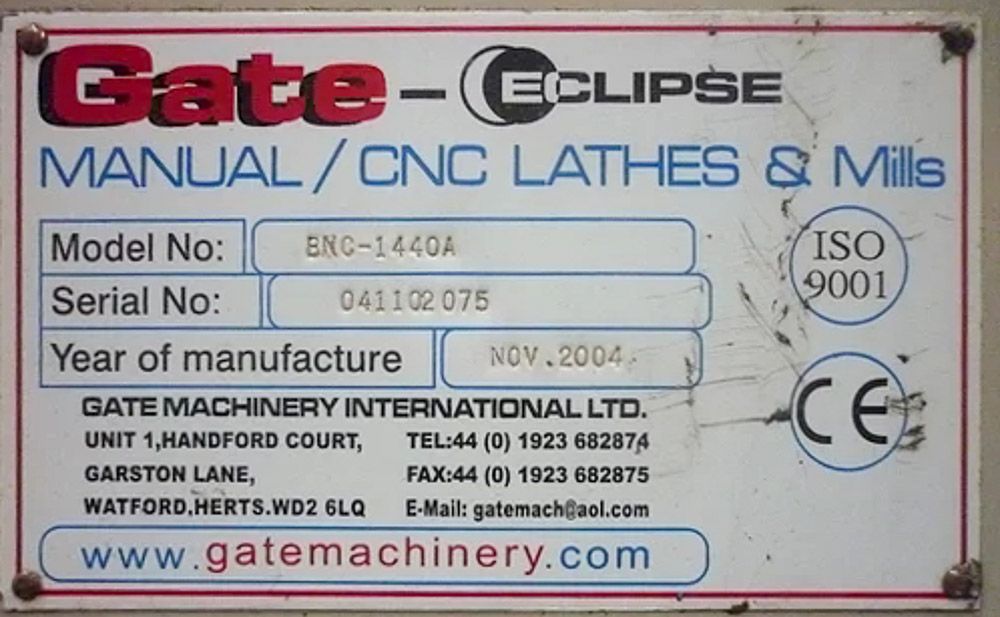 Gate - ECLIPSE
MANUAL / CNC LATHES & Mills
Model No: BNC-1440A
Serial No: 041102075
Year of manufacture NOV.2004
ISO
9001
CE
GATE MACHINERY INTERNATIONAL LTD.
UNIT 1,HANDFORD COURT, TEL:44 (0) 1923 682874
GARSTON LANE, FAX:44 (0) 1923 682875
WATFORD,HERTS.WD2 6LQ E-Mail: gatemach@aol.com
www.gatemachinery.com